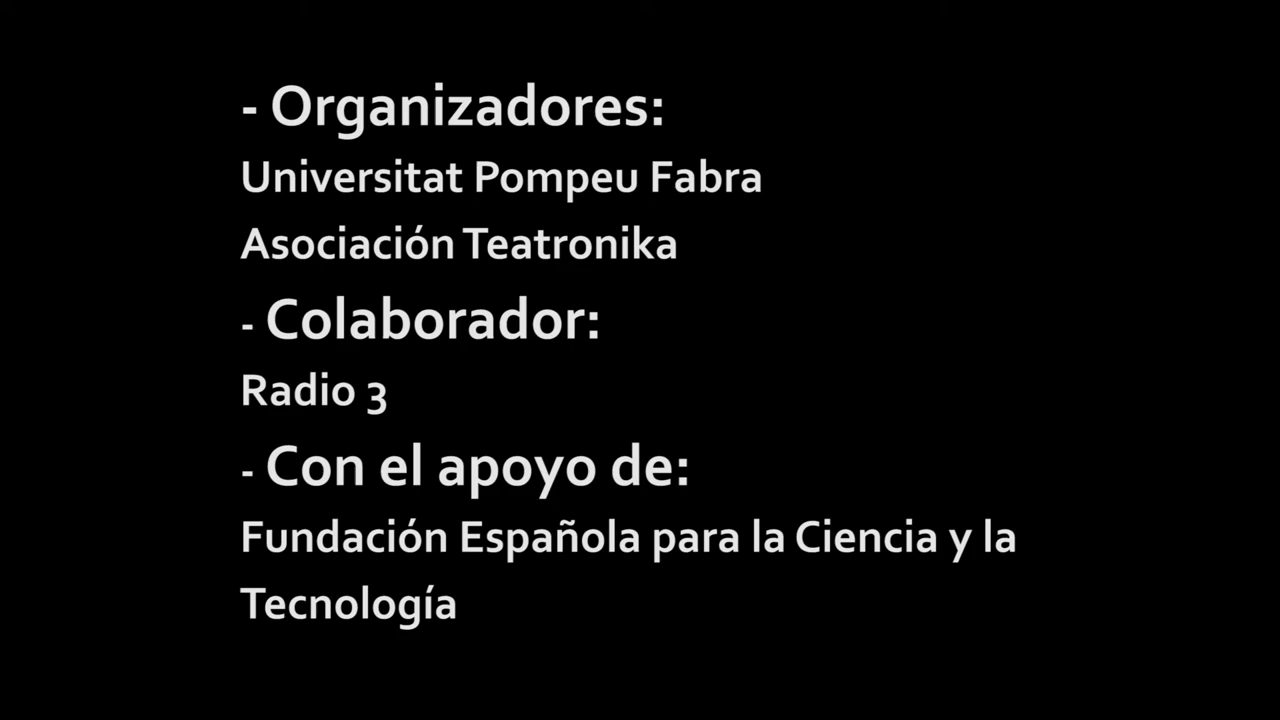 - Organizadores:
Universitat Pompeu Fabra
Asociación Teatronika
- Colaborador:
Radio 3
- Con el apoyo de:
Fundación Española para la Ciencia y la
Tecnología